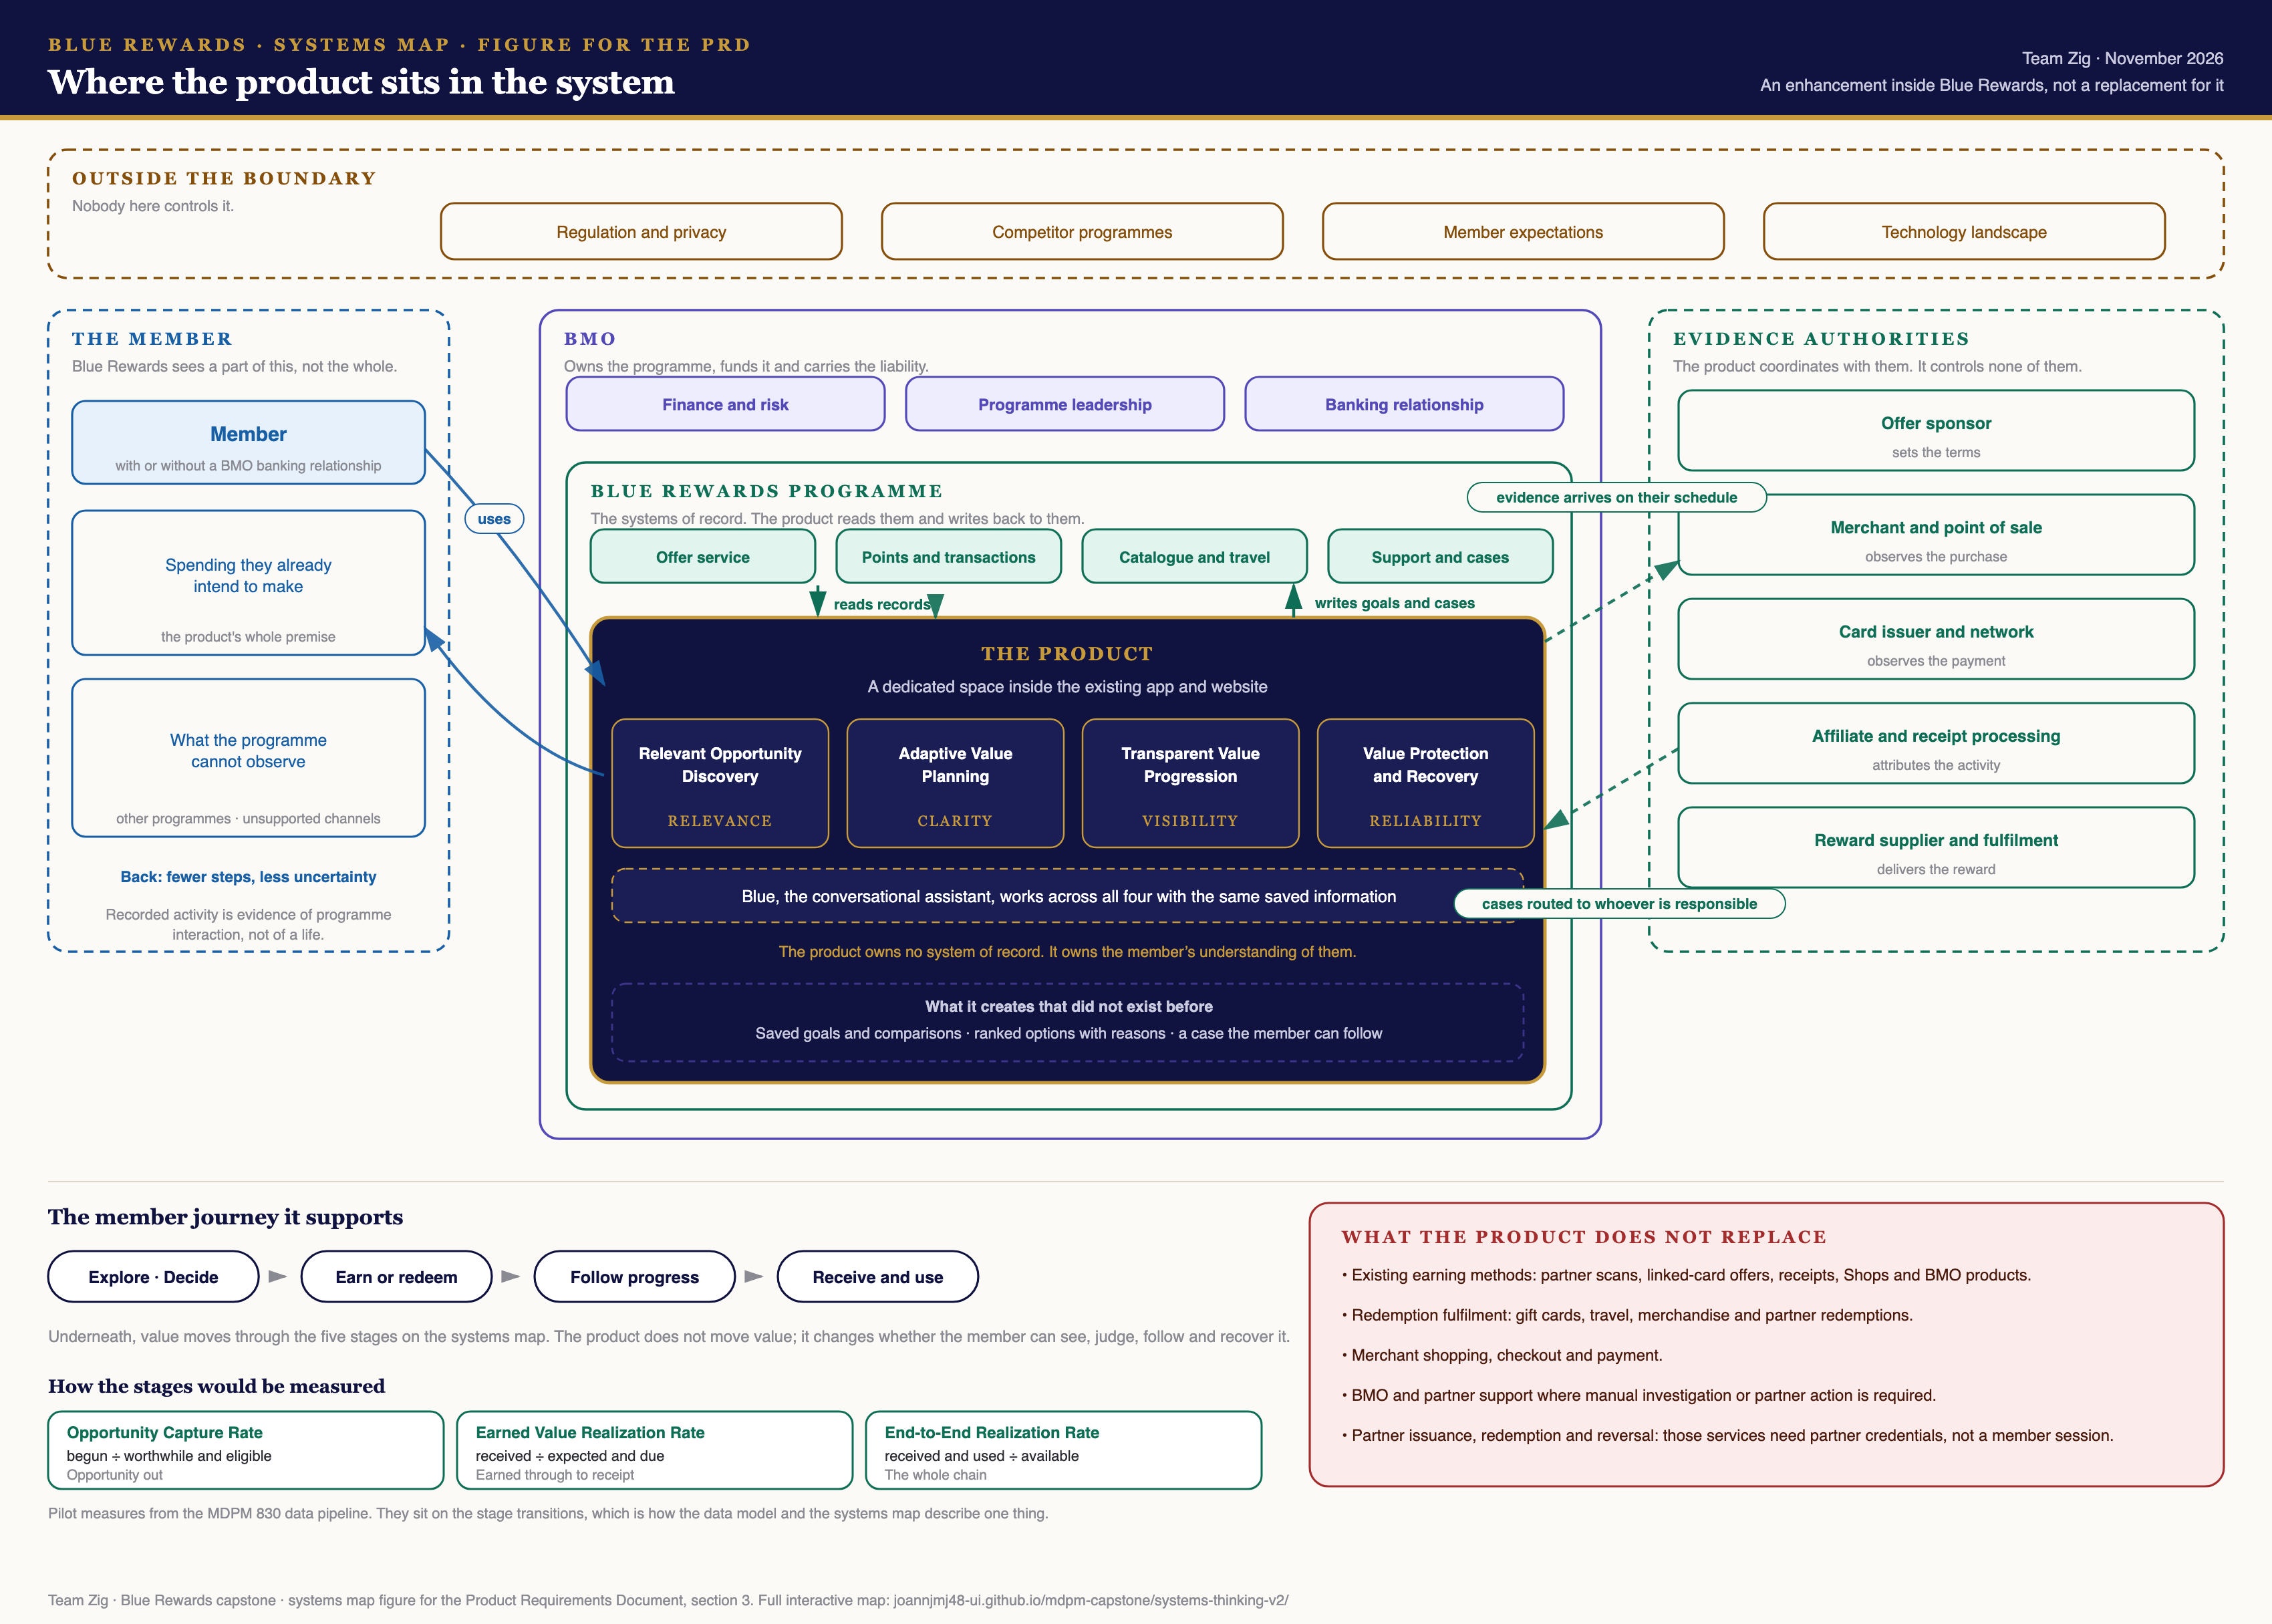 BLUE REWARDS · SYSTEMS MAP · FIGURE FOR THE PRD
Where the product sits in the system
Team Zig · November 2026
An enhancement inside Blue Rewards, not a replacement for it
OUTSIDE THE BOUNDARY
Nobody here controls it.
Regulation and privacy
Competitor programmes
Member expectations
Technology landscape
THE MEMBER
Blue Rewards sees a part of this, not the whole.
Member
with or without a BMO banking relationship
Spending they already
intend to make
the product's whole premise
What the programme
cannot observe
other programmes · unsupported channels
Back: fewer steps, less uncertainty
Recorded activity is evidence of programme
interaction, not of a life.
uses
BMO
Owns the programme, funds it and carries the liability.
Finance and risk
Programme leadership
Banking relationship
BLUE REWARDS PROGRAMME
The systems of record. The product reads them and writes back to them.
Offer service
Points and transactions
Catalogue and travel
Support and cases
reads records
writes goals and cases
THE PRODUCT
A dedicated space inside the existing app and website
Relevant Opportunity
Discovery
RELEVANCE
Adaptive Value
Planning
CLARITY
Transparent Value
Progression
VISIBILITY
Value Protection
and Recovery
RELIABILITY
Blue, the conversational assistant, works across all four with the same saved information
The product owns no system of record. It owns the member’s understanding of them.
What it creates that did not exist before
Saved goals and comparisons · ranked options with reasons · a case the member can follow
EVIDENCE AUTHORITIES
The product coordinates with them. It controls none of them.
Offer sponsor
sets the terms
evidence arrives on their schedule
Merchant and point of sale
observes the purchase
Card issuer and network
observes the payment
Affiliate and receipt processing
attributes the activity
Reward supplier and fulfilment
delivers the reward
cases routed to whoever is responsible
The member journey it supports
Explore · Decide
Earn or redeem
Follow progress
Receive and use
Underneath, value moves through the five stages on the systems map. The product does not move value; it changes whether the member can see, judge, follow and recover it.
How the stages would be measured
Opportunity Capture Rate
begun ÷ worthwhile and eligible
Opportunity out
Earned Value Realization Rate
received ÷ expected and due
Earned through to receipt
End-to-End Realization Rate
received and used ÷ available
The whole chain
Pilot measures from the MDPM 830 data pipeline. They sit on the stage transitions, which is how the data model and the systems map describe one thing.
WHAT THE PRODUCT DOES NOT REPLACE
• Existing earning methods: partner scans, linked-card offers, receipts, Shops and BMO products.
• Redemption fulfilment: gift cards, travel, merchandise and partner redemptions.
• Merchant shopping, checkout and payment.
• BMO and partner support where manual investigation or partner action is required.
• Partner issuance, redemption and reversal: those services need partner credentials, not a member session.
Team Zig · Blue Rewards capstone · systems map figure for the Product Requirements Document, section 3. Full interactive map: joannjmj48-ui.github.io/mdpm-capstone/systems-thinking-v2/